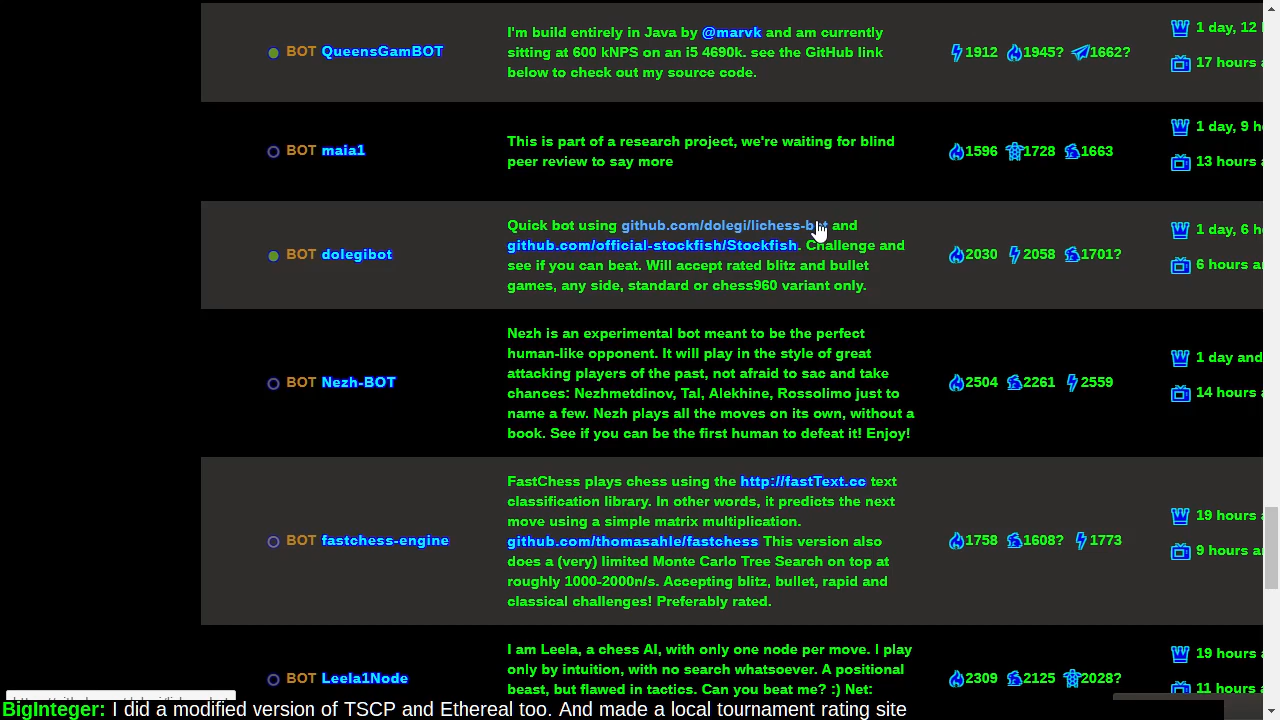 BOT QueensGamBOT
I'm build entirely in Java by @marvk and am currently
sitting at 600 kNPS on an i5 4690k. see the GitHub link
below to check out my source code.
1912 1945? 1662?
1 day, 12
17 hours
BOT maia1
This is part of a research project, we're waiting for blind
peer review to say more
1596 1728 1663
1 day, 9
13 hours
BOT dolegibot
Quick bot using github.com/dolegi/lichess-bot and
github.com/official-stockfish/Stockfish. Challenge and
see if you can beat. Will accept rated blitz and bullet
games, any side, standard or chess960 variant only.
2030 2058 1701?
1 day, 6
6 hours
BOT Nezh-BOT
Nezh is an experimental bot meant to be the perfect
human-like opponent. It will play in the style of great
attacking players of the past, not afraid to sac and take
chances: Nezhmetdinov, Tal, Alekhine, Rossolimo just to
name a few. Nezh plays all the moves on its own, without a
book. See if you can be the first human to defeat it! Enjoy!
2504 2261 2559
1 day and
14 hours
BOT fastchess-engine
FastChess plays chess using the http://fastText.cc text
classification library. In other words, it predicts the next
move using a simple matrix multiplication.
github.com/thomasahle/fastchess This version also
does a (very) limited Monte Carlo Tree Search on top at
roughly 1000-2000n/s. Accepting blitz, bullet, rapid and
classical challenges! Preferably rated.
1758 1608? 1773
19 hours
9 hours
BOT Leela1Node
I am Leela, a chess AI, with only one node per move. I play
only by intuition, with no search whatsoever. A positional
beast, but flawed in tactics. Can you beat me? :) Net:
2309 2125 2028?
19 hours
11 hours
BigInteger: I did a modified version of TSCP and Ethereal too. And made a local tournament rating site